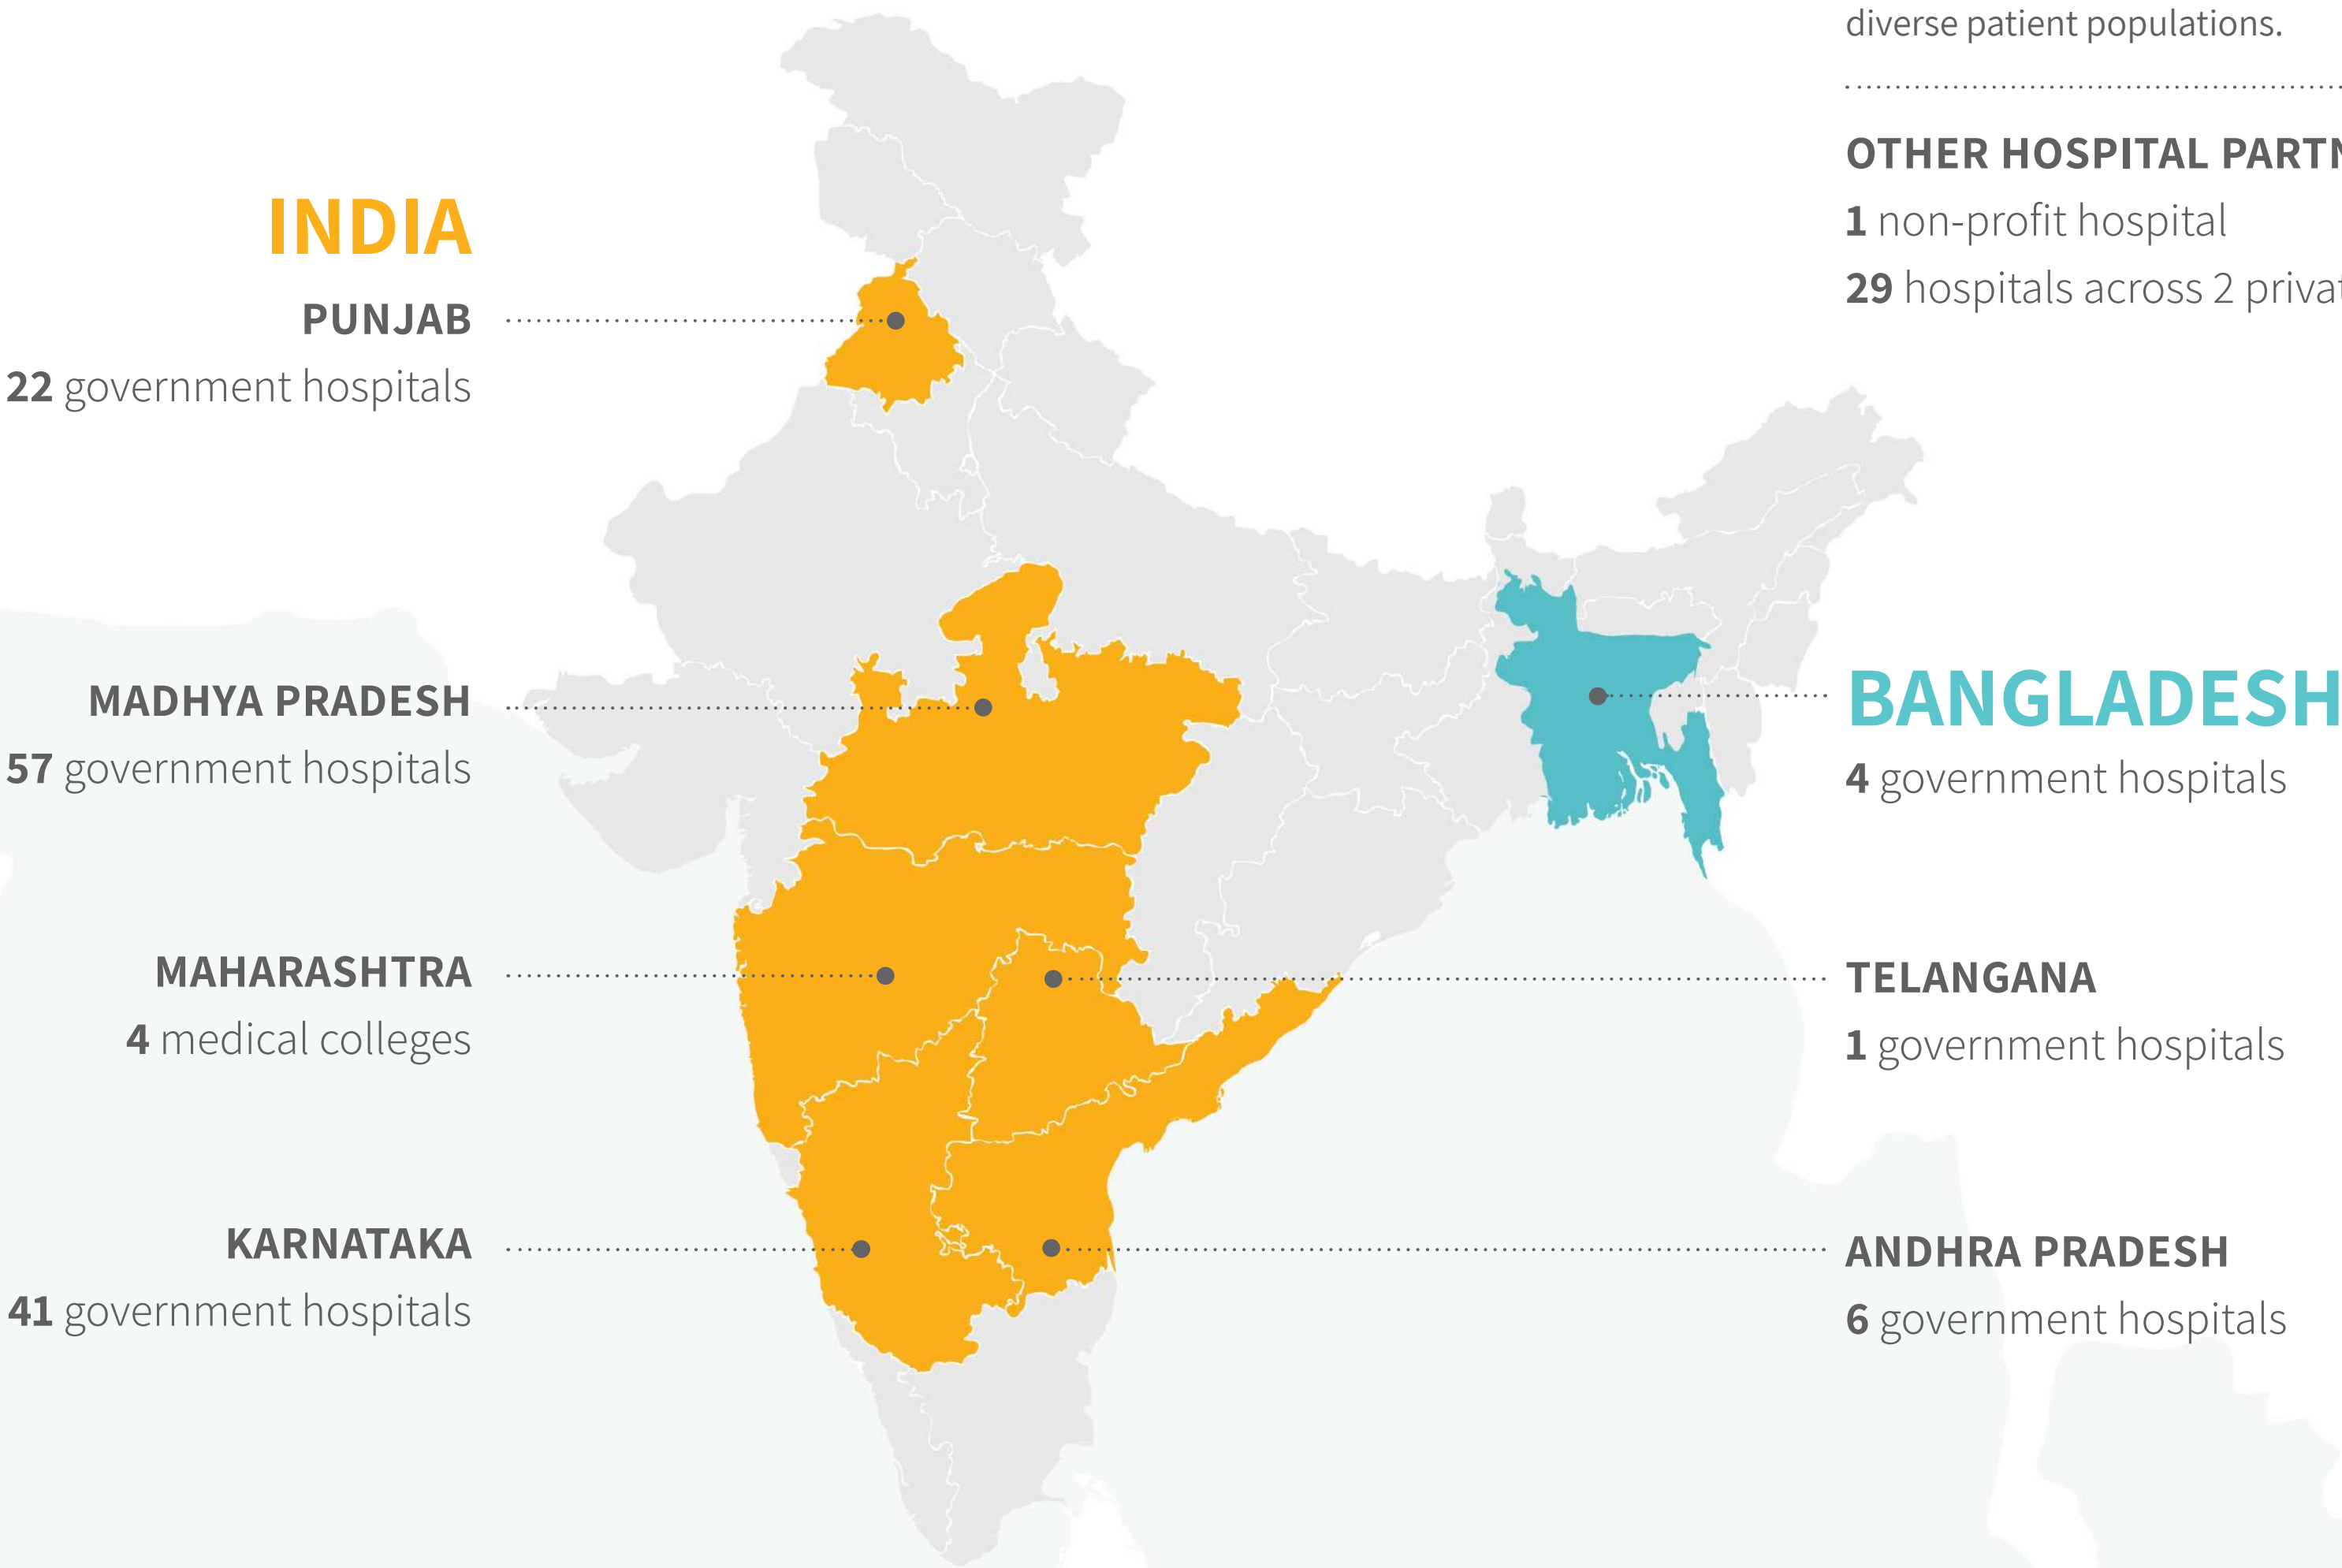 diverse patient populations.
OTHER HOSPITAL
1 non-profit hospital
29 hospitals across 2
INDIA
PUNJAB
22 government hospitals
MADHYA PRADESH
57 government hospitals
MAHARASHTRA
4 medical colleges
KARNATAKA
41 government hospitals
BANGLADESH
4 government hospitals
TELANGANA
1 government hospitals
ANDHRA PRADESH
6 government hospitals